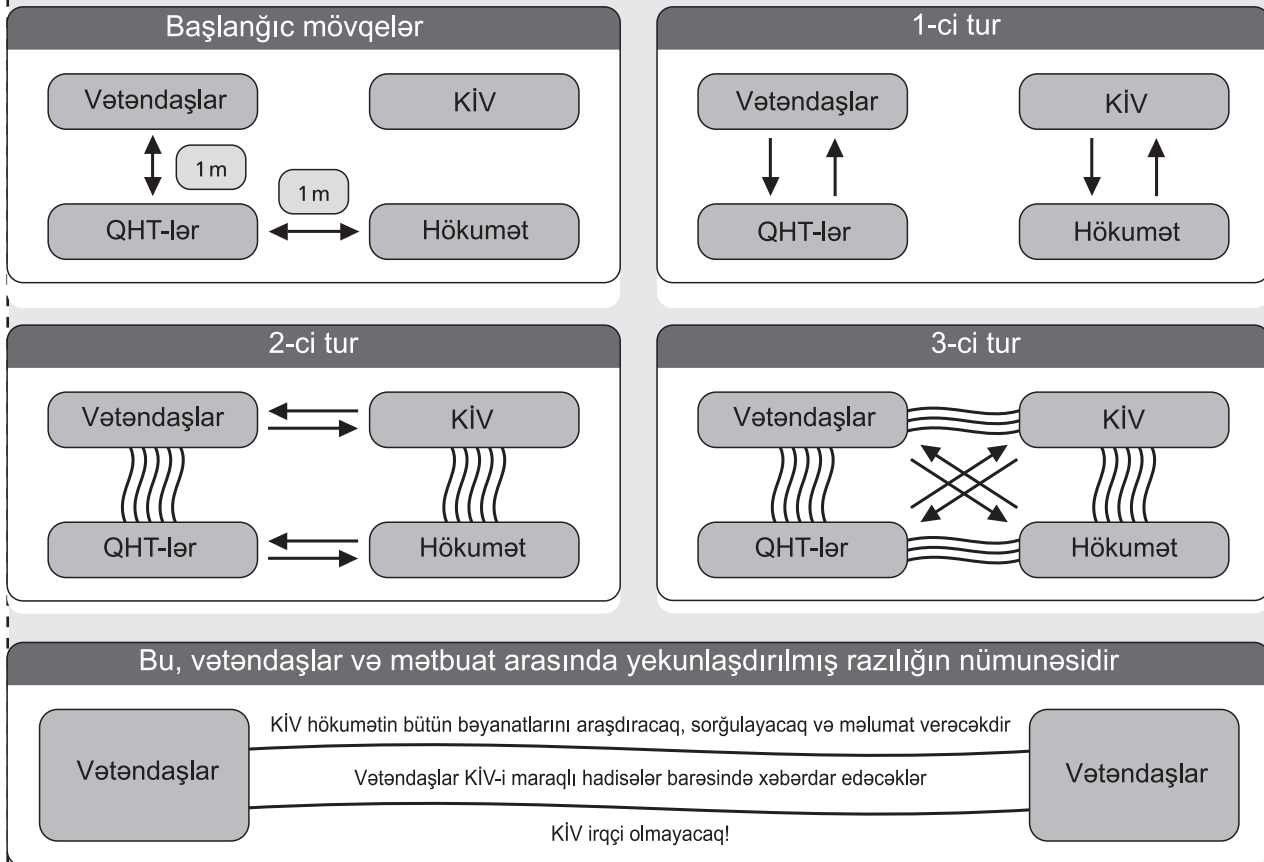 Başlanğıc mövqelər
Vətəndaşlar
KİV
1 m
1 m
QHT-lər
Hökumət
1-ci tur
Vətəndaşlar
KİV
QHT-lər
Hökumət
2-ci tur
Vətəndaşlar
KİV
QHT-lər
Hökumət
3-ci tur
Vətəndaşlar
KİV
QHT-lər
Hökumət
Bu, vətəndaşlar və mətbuat arasında yekunlaşdırılmış razılığın nümunəsidir
Vətəndaşlar
KİV hökumətin bütün bəyanatlarını araşdıracaq, sorğulayacaq və məlumat verəcəkdir
Vətəndaşlar KİV-i maraqlı hadisələr barəsində xəbərdar edəcəklər
KİV irqçi olmayacaq!
Vətəndaşlar